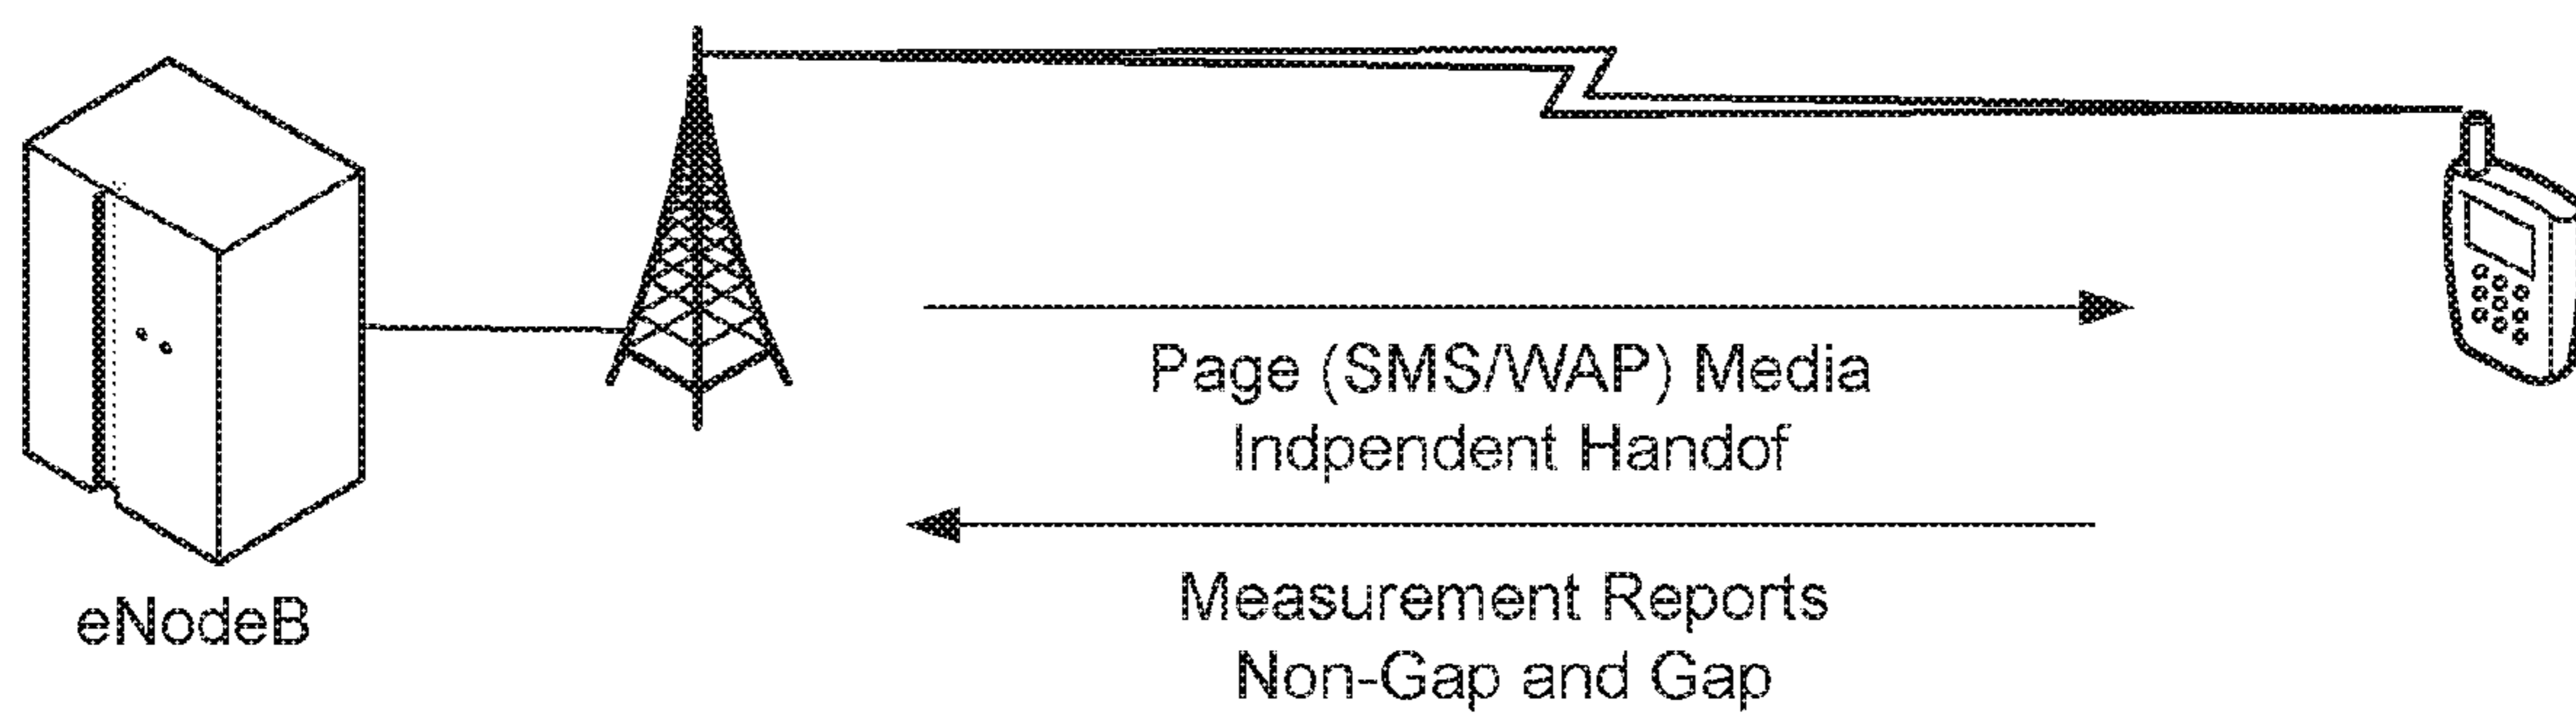 Page (SMS/WAP) Media
Indpendent Handof
Measurement Reports
Non-Gap and Gap
eNodeB